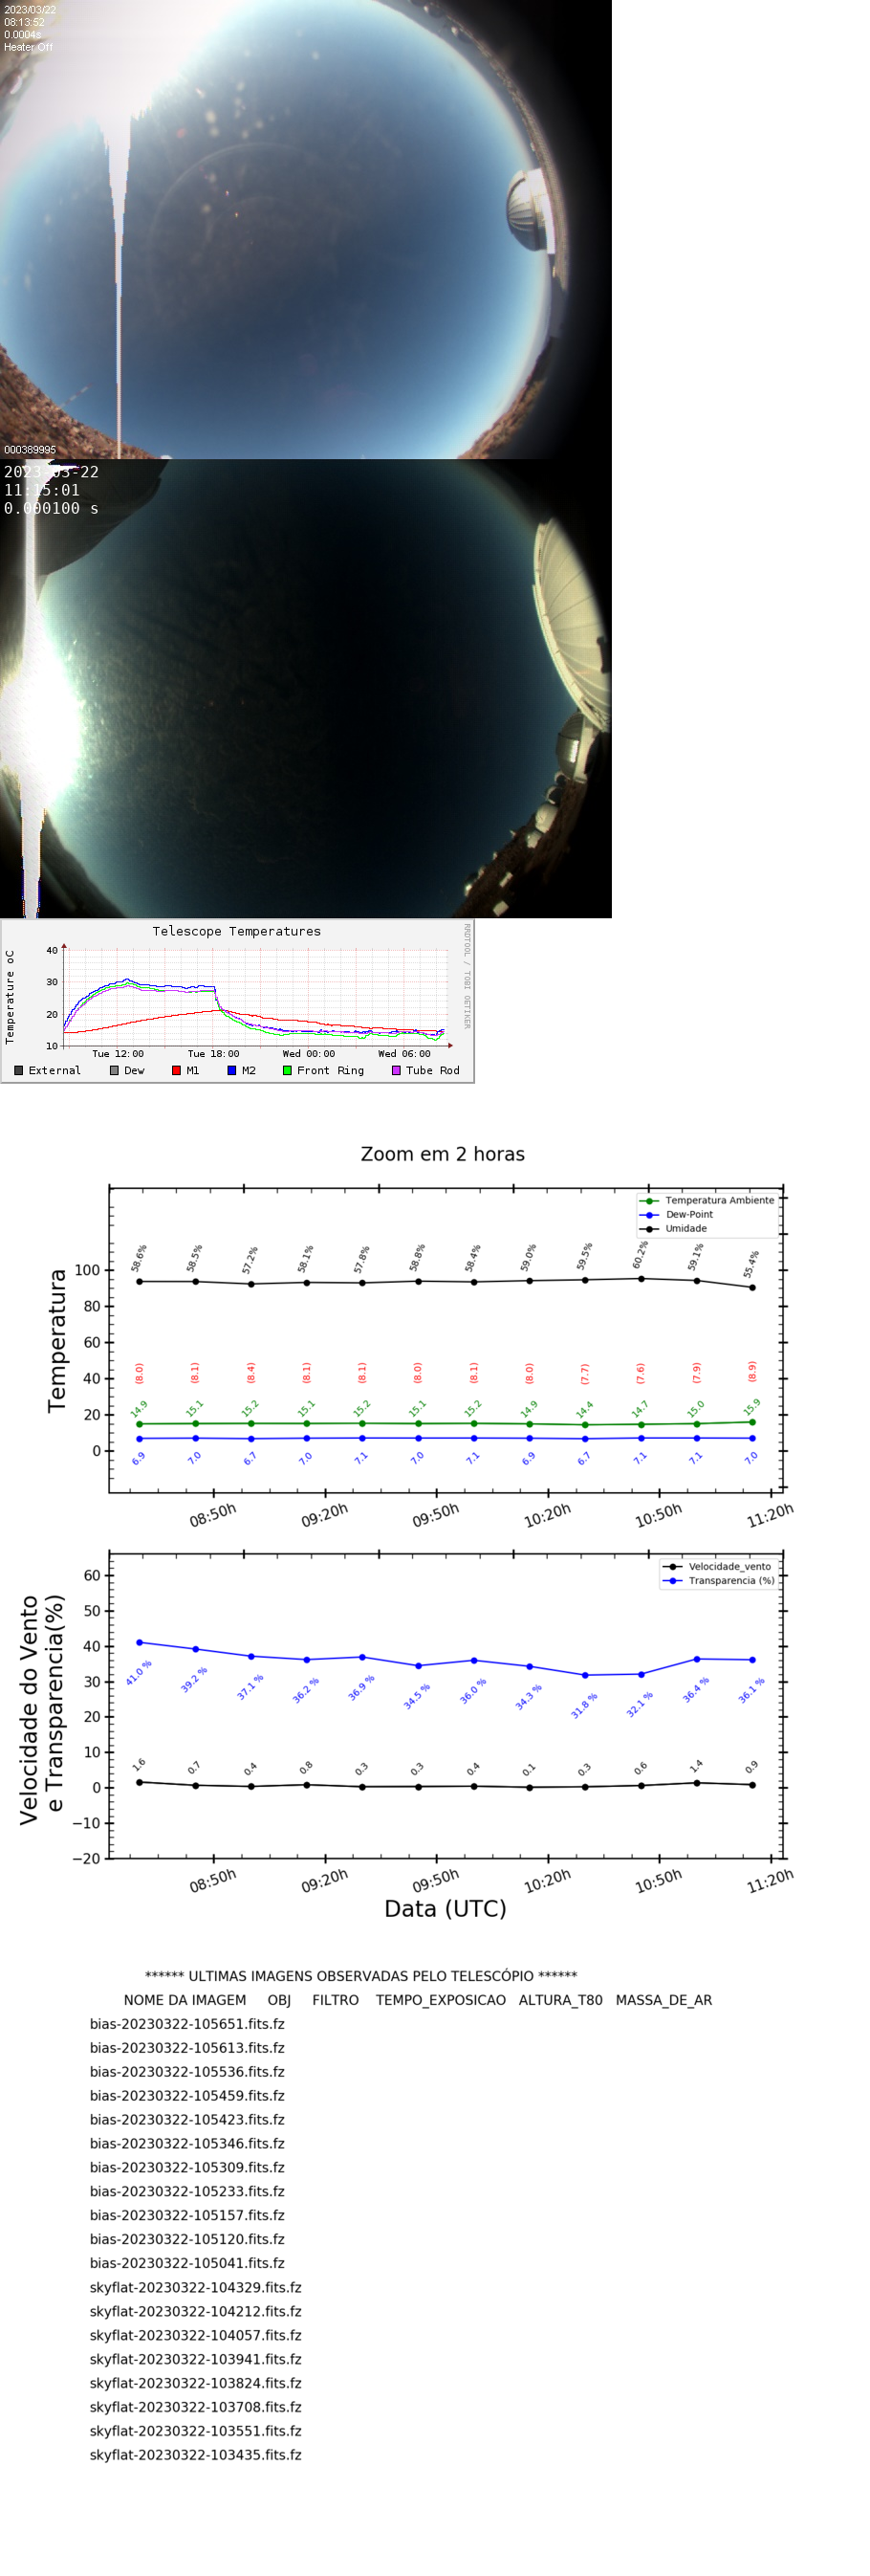 2023/03/22
08:13:52
0.0004s
Heater Off
000389995
2023-03-22
11:15:01
0.000100 s
Telescope Temperatures
RRDTOOL / TOBI OETIKER
Temperature oC
40
30
20
10
Tue 12:00 Tue 18:00 Wed 00:00 Wed 06:00
External Dew M1 M2 Front Ring Tube Rod
Zoom em 2 horas
Temperatura Ambiente
Dew-Point
Umidade
Temperatura
100
80
60
40
20
0
58.6% 58.5% 57.2% 58.1% 57.8% 58.8% 58.4% 59.0% 59.5% 60.2% 59.1% 55.4%
(8.0) (8.1) (8.4) (8.1) (8.1) (8.0) (8.1) (8.0) (7.7) (7.6) (7.9) (8.9)
14.9 15.1 15.2 15.1 15.2 15.1 15.2 14.9 14.4 14.7 15.0 15.9
6.9 7.0 6.7 7.0 7.1 7.0 7.1 6.9 6.7 7.1 7.1 7.0
08:50h 09:20h 09:50h 10:20h 10:50h 11:20h
Velocidade_vento
Transparencia (%)
Velocidade do Vento
e Transparencia(%)
60
50
40
30
20
10
0
−10
−20
41.0 % 39.2 % 37.1 % 36.2 % 36.9 % 34.5 % 36.0 % 34.3 % 31.8 % 32.1 % 36.4 % 36.1 %
1.6 0.7 0.4 0.8 0.3 0.3 0.4 0.1 0.3 0.6 1.4 0.9
08:50h 09:20h 09:50h 10:20h 10:50h 11:20h
Data (UTC)
****** ULTIMAS IMAGENS OBSERVADAS PELO TELESCÓPIO ******
NOME DA IMAGEM OBJ FILTRO TEMPO_EXPOSICAO ALTURA_T80 MASSA_DE_AR
bias-20230322-105651.fits.fz
bias-20230322-105613.fits.fz
bias-20230322-105536.fits.fz
bias-20230322-105459.fits.fz
bias-20230322-105423.fits.fz
bias-20230322-105346.fits.fz
bias-20230322-105309.fits.fz
bias-20230322-105233.fits.fz
bias-20230322-105157.fits.fz
bias-20230322-105120.fits.fz
bias-20230322-105041.fits.fz
skyflat-20230322-104329.fits.fz
skyflat-20230322-104212.fits.fz
skyflat-20230322-104057.fits.fz
skyflat-20230322-103941.fits.fz
skyflat-20230322-103824.fits.fz
skyflat-20230322-103708.fits.fz
skyflat-20230322-103551.fits.fz
skyflat-20230322-103435.fits.fz